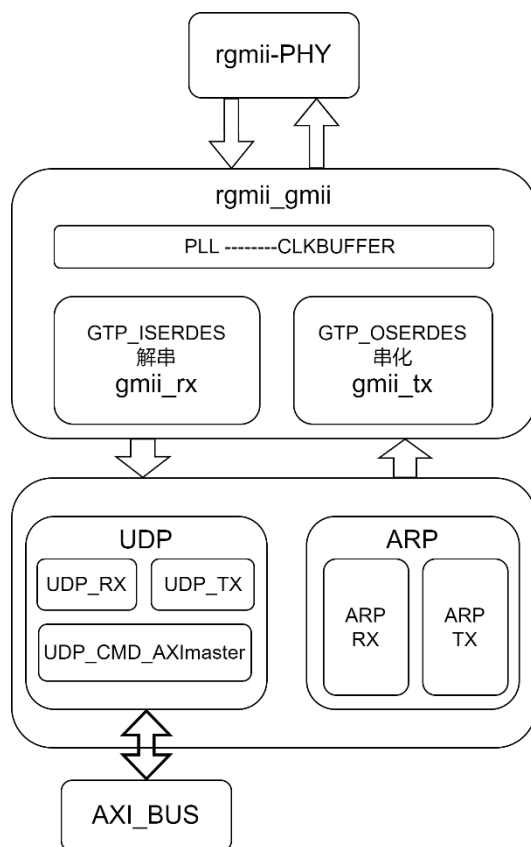 rgmii-PHY
rgmii_gmii
PLL --------CLKBUFFER
GTP_ISERDES
解串
gmii_rx
GTP_OSERDES
串化
gmii_tx
UDP
UDP_RX
UDP_TX
UDP_CMD_AXImaster
ARP
ARP
RX
ARP
TX
AXI_BUS